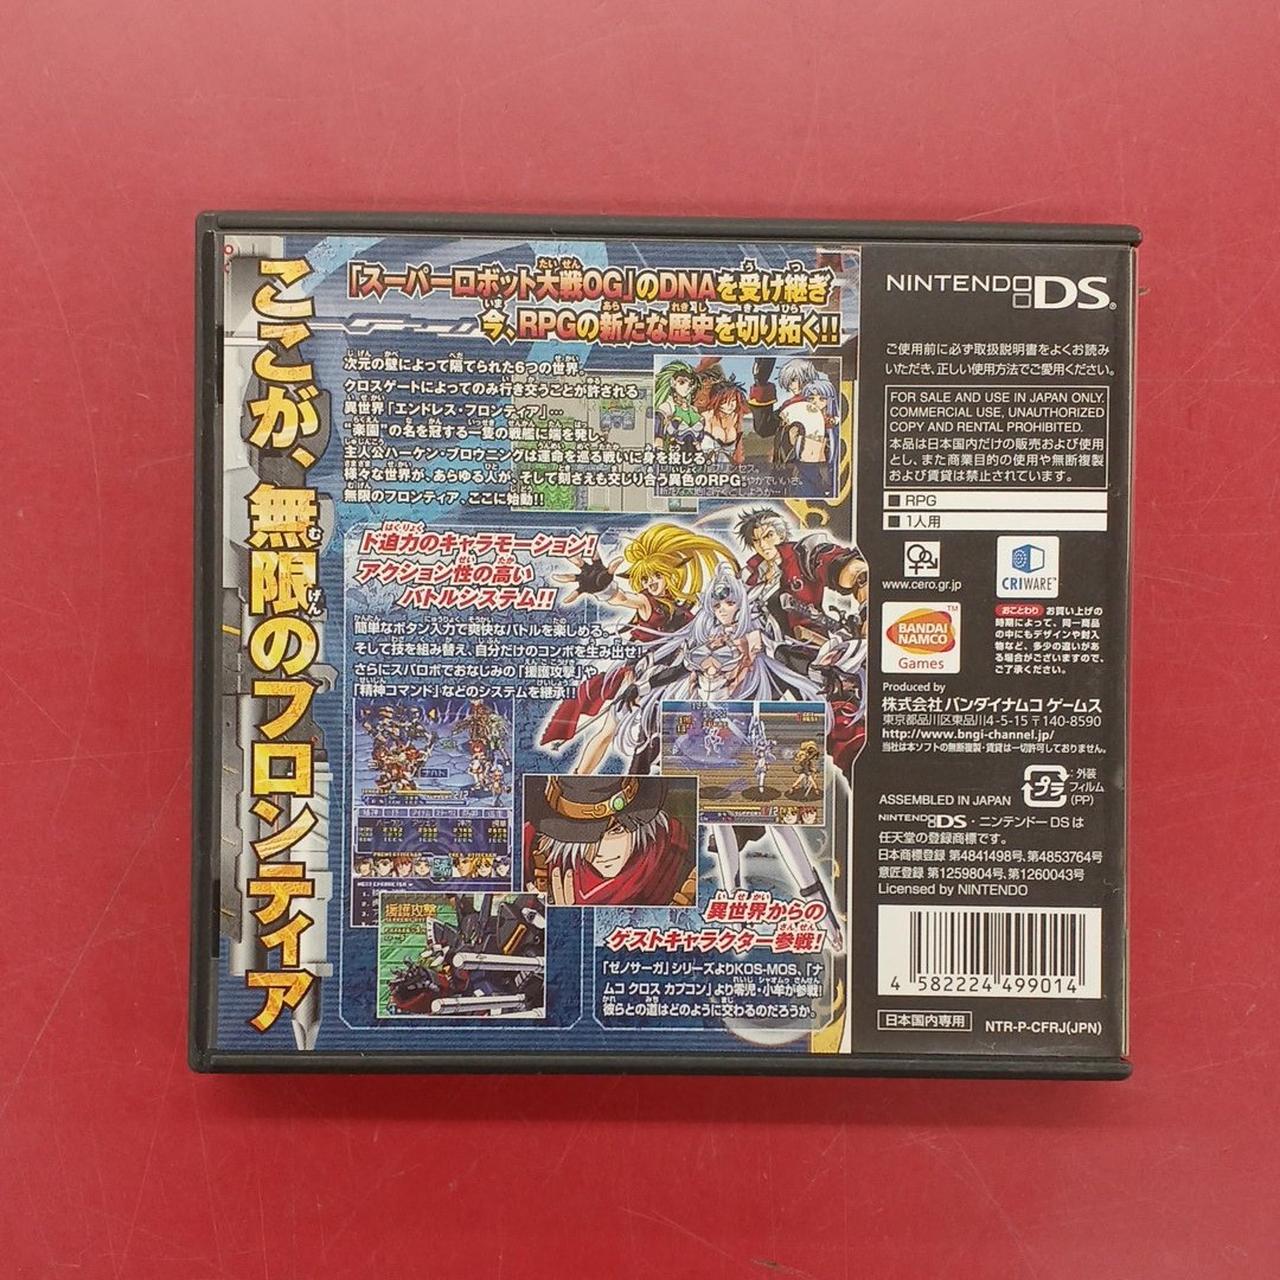 ここが、無限のフロンティア
「スーパーロボット大戦OG」のDNAを受け継ぎ
今、RPGの新たな歴史を切り拓く!!
次元の壁によって隔てられた6つの世界。
クロスゲートによってのみ行き交うことが許される
異世界「エンドレス・フロンティア」…
"楽園"の名を冠する一隻の戦艦に端を発し、
主人公ハーケン・ブロウニングは運命を巡る戦いに身を投じる。
様々な世界が、あらゆる人が、そして刻さえも交じり合う異色のRPG。
無限のフロンティア、ここに始動!!
ド迫力のキャラモーション!
アクション性の高い
バトルシステム!!
簡単なボタン入力で爽快なバトルを楽しめる。
そして技を組み替え、自分だけのコンボを生み出せ!
さらにスパロボでおなじみの「援護攻撃」や
「精神コマンド」などのシステムを継承!!
援護攻撃
異世界からの
ゲストキャラクター参戦!
「ゼノサーガ」シリーズよりKOS-MOS、「ナ
ムコ クロス カプコン」より零児・小牟が参戦!
彼らとの道はどのように交わるのだろうか。
NINTENDO DS
ご使用前に必ず取扱説明書をよくお読み
いただき、正しい使用方法でご愛用ください。
FOR SALE AND USE IN JAPAN ONLY.
COMMERCIAL USE, UNAUTHORIZED
COPY AND RENTAL PROHIBITED.
本品は日本国内だけの販売および使用
とし、また商業目的の使用や無断複製
および賃貸は禁止されています。
■ RPG
■ 1人用
www.cero.gr.jp
CRIWARE™
BANDAI
NAMCO
Games
™
おことわり お買い上げの
時期によって、同一商品
の中にもデザインや封入
物など、多少の違いがあ
る場合がございますので、
ご了承ください。
Produced by
株式会社 バンダイナムコ ゲームス
東京都品川区東品川4-5-15 〒140-8590
http://www.bngi-channel.jp/
当社は本ソフトの無断複製・賃貸は一切許可しておりません。
プラ
:外装
フィルム
(PP)
ASSEMBLED IN JAPAN
NINTENDO DS・ニンテンドーDSは
任天堂の登録商標です。
日本商標登録 第4841498号、第4853764号
意匠登録 第1259804号、第1260043号
Licensed by NINTENDO
4 582224 499014
日本国内専用
NTR-P-CFRJ(JPN)